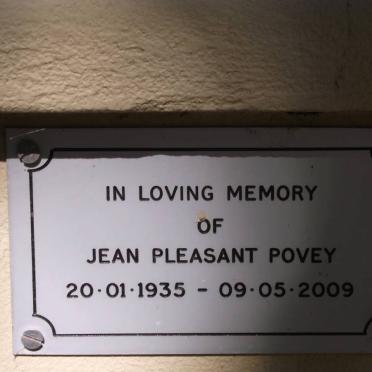 IN LOVING MEMORY
OF
JEAN PLEASANT POVEY
20·01·1935 – 09·05·2009